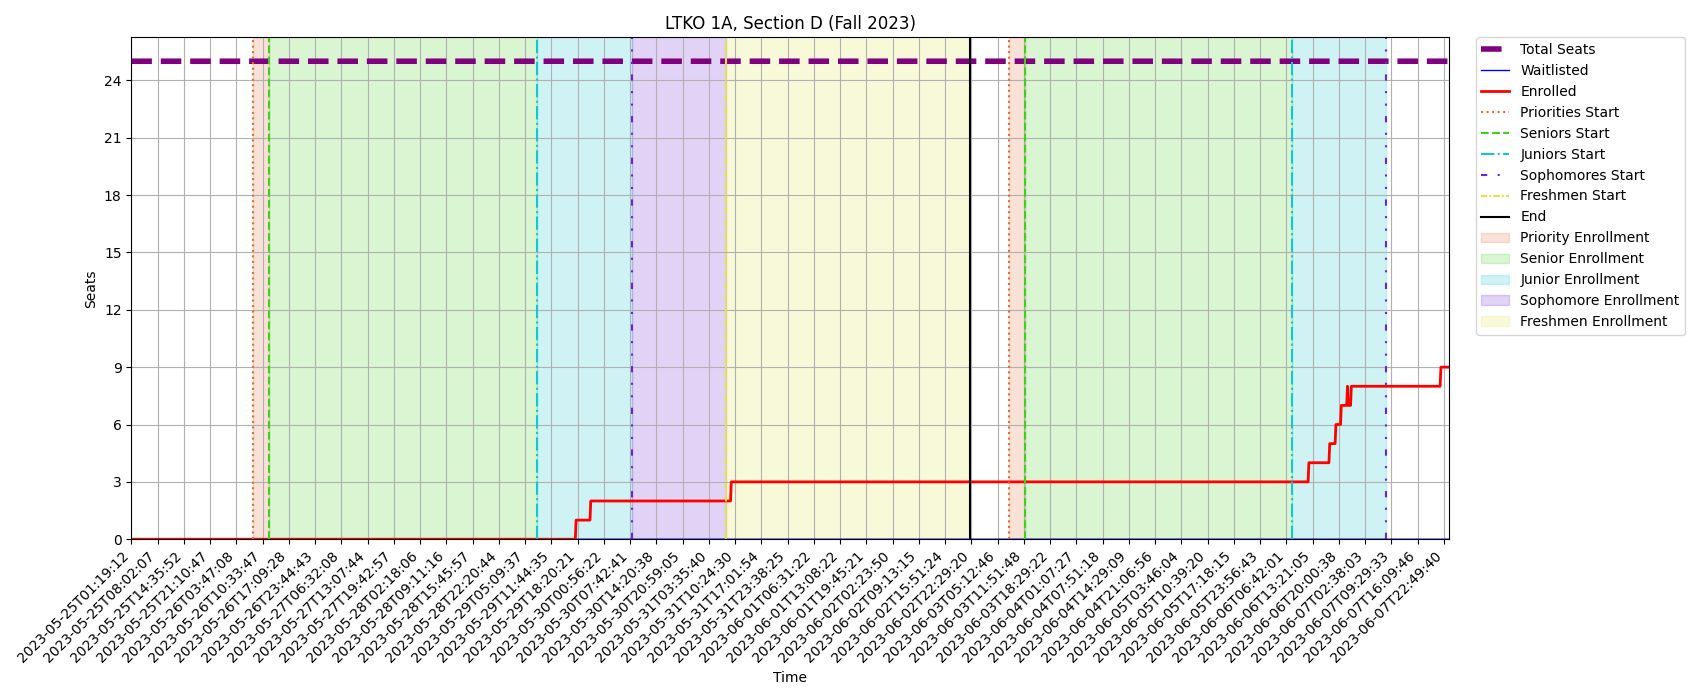 LTKO 1A, Section D (Fall 2023)
Total Seats
Waitlisted
Enrolled
Priorities Start
Seniors Start
Juniors Start
Sophomores Start
Freshmen Start
End
Priority Enrollment
Senior Enrollment
Junior Enrollment
Sophomore Enrollment
Freshmen Enrollment
Seats
24
21
18
15
12
9
6
3
0
2023-05-25T01:19:12
2023-05-25T08:02:07
2023-05-25T14:35:52
2023-05-25T21:10:47
2023-05-26T03:47:08
2023-05-26T10:33:47
2023-05-26T17:09:28
2023-05-26T23:44:43
2023-05-27T06:32:08
2023-05-27T13:07:44
2023-05-27T19:42:57
2023-05-28T02:18:06
2023-05-28T09:11:16
2023-05-28T15:45:57
2023-05-28T22:20:44
2023-05-29T05:09:37
2023-05-29T11:44:35
2023-05-29T18:20:21
2023-05-30T00:56:22
2023-05-30T07:42:41
2023-05-30T14:20:38
2023-05-30T20:59:05
2023-05-31T03:35:40
2023-05-31T10:24:30
2023-05-31T17:01:54
2023-05-31T23:38:25
2023-06-01T06:31:22
2023-06-01T13:08:22
2023-06-01T19:45:21
2023-06-02T02:23:50
2023-06-02T09:13:15
2023-06-02T15:51:24
2023-06-02T22:29:20
2023-06-03T05:12:46
2023-06-03T11:51:48
2023-06-03T18:29:22
2023-06-04T01:07:27
2023-06-04T07:51:18
2023-06-04T14:29:09
2023-06-04T21:06:56
2023-06-05T03:46:04
2023-06-05T10:39:20
2023-06-05T17:18:15
2023-06-05T23:56:43
2023-06-06T06:42:01
2023-06-06T13:21:05
2023-06-06T20:00:38
2023-06-07T02:38:03
2023-06-07T09:29:33
2023-06-07T16:09:46
2023-06-07T22:49:40
Time